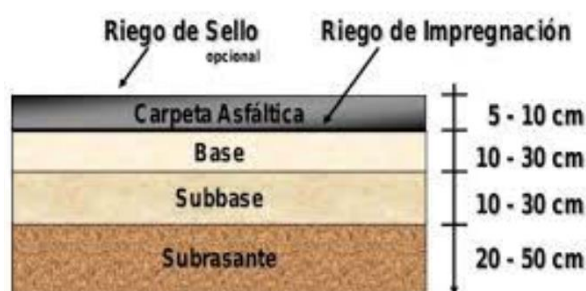 Riego de Sello
opcional
Riego de Impregnación
Carpeta Asfáltica
5 - 10 cm
Base
10 - 30 cm
Subbase
10 - 30 cm
Subrasante
20 - 50 cm